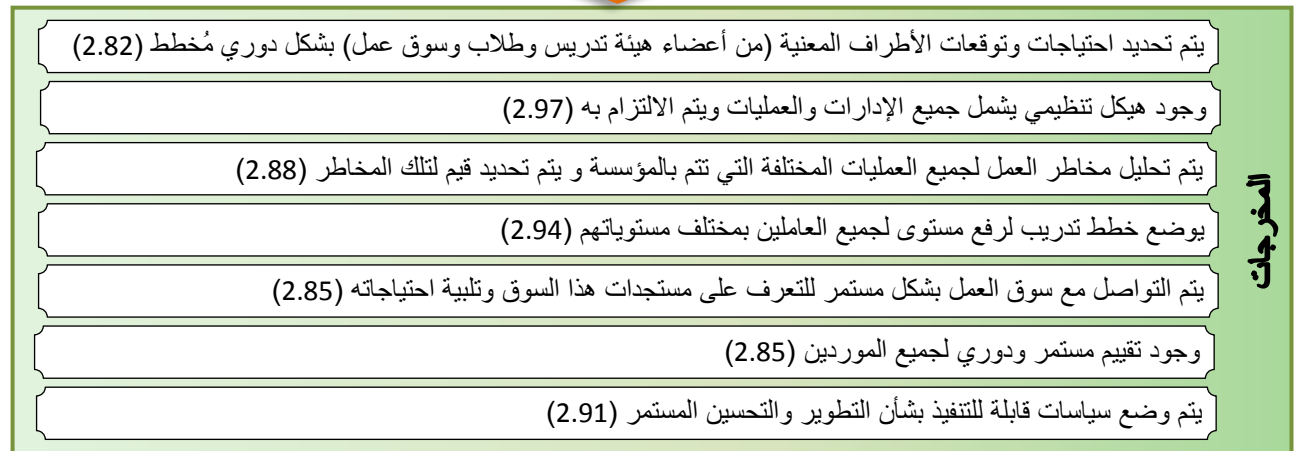 يتم تحديد احتياجات وتوقعات الأطراف المعنية (من أعضاء هيئة تدريس وطلاب وسوق عمل) بشكل دوري مُخطط (2.82)
وجود هيكل تنظيمي يشمل جميع الإدارات والعمليات ويتم الالتزام به (2.97)
يتم تحليل مخاطر العمل لجميع العمليات المختلفة التي تتم بالمؤسسة و يتم تحديد قيم لتلك المخاطر (2.88)
يوضع خطط تدريب لرفع مستوى لجميع العاملين بمختلف مستوياتهم (2.94)
يتم التواصل مع سوق العمل بشكل مستمر للتعرف على مستجدات هذا السوق وتلبية احتياجاته (2.85)
وجود تقييم مستمر ودوري لجميع الموردين (2.85)
يتم وضع سياسات قابلة للتنفيذ بشأن التطوير والتحسين المستمر (2.91)
المخرجات